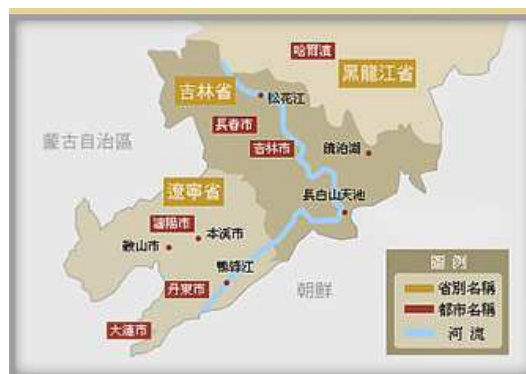 哈爾濱
黑龍江省
吉林省
松花江
長春市
吉林市
鏡泊湖
蒙古自治區
長白山天池
遼寧省
瀋陽市
本溪市
鞍山市
鴨綠江
丹東市
朝鮮
大連市
圖例
省別名稱
都市名稱
河流